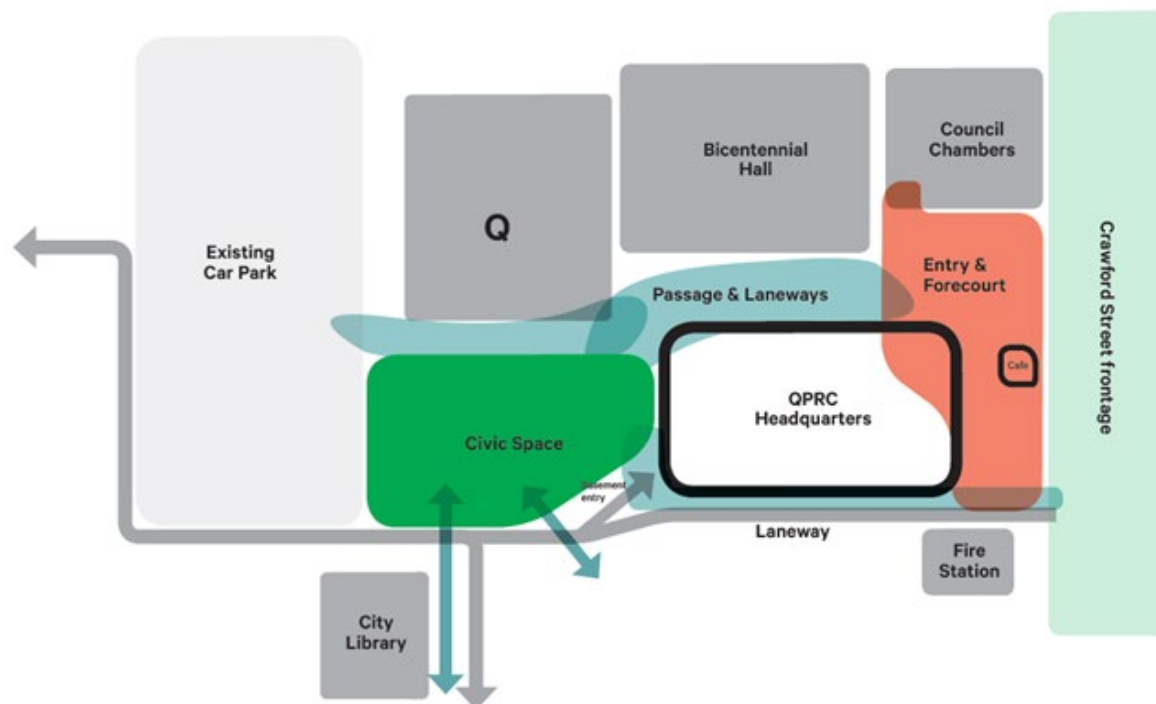 Existing
Car Park
Q
Bicentennial
Hall
Council
Chambers
Crawford Street frontage
Passage & Laneways
Entry &
Forecourt
Cafe
QPRC
Headquarters
Civic Space
Basement
entry
Laneway
Fire
Station
City
Library